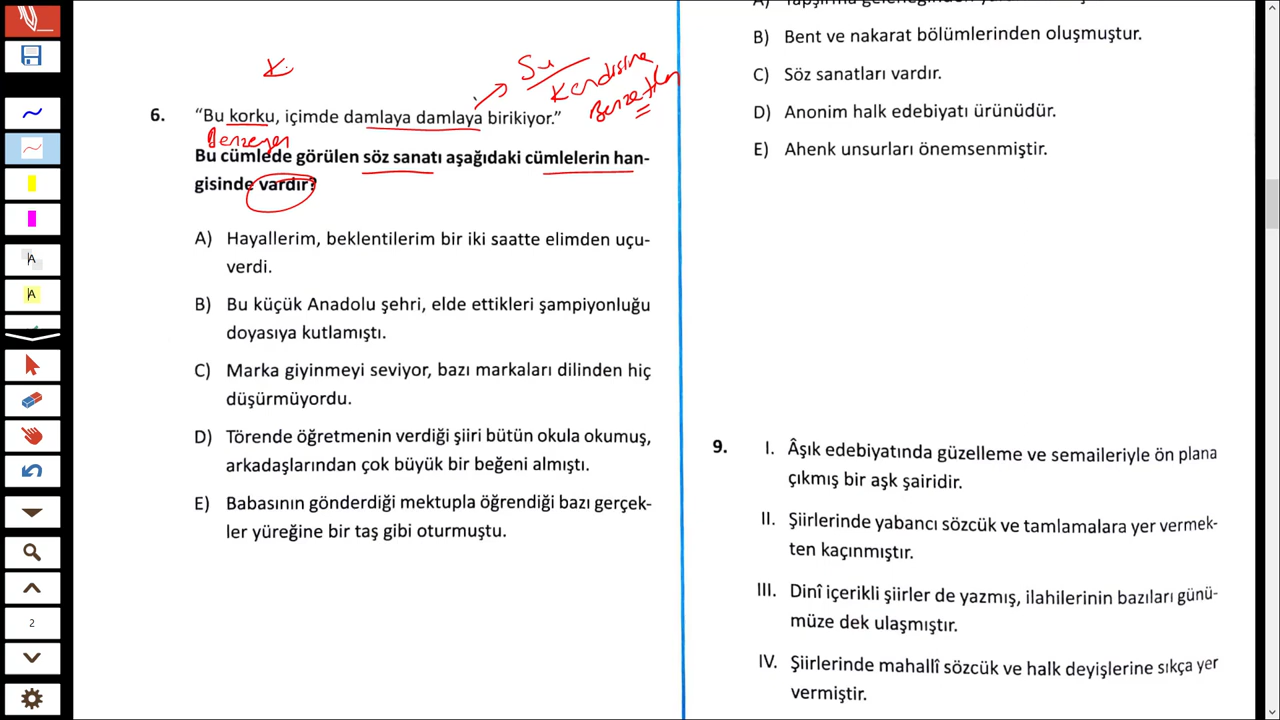 K.
Su
Kendisine
Benzetilen
6. “Bu korku, içimde damlaya damlaya birikiyor.”
Benzeyen
Bu cümlede görülen söz sanatı aşağıdaki cümlelerin han-
gisinde vardır?
A) Hayallerim, beklentilerim bir iki saatte elimden uçu-
verdi.
B) Bu küçük Anadolu şehri, elde ettikleri şampiyonluğu
doyasıya kutlamıştı.
C) Marka giyinmeyi seviyor, bazı markaları dilinden hiç
düşürmüyordu.
D) Törende öğretmenin verdiği şiiri bütün okula okumuş,
arkadaşlarından çok büyük bir beğeni almıştı.
E) Babasının gönderdiği mektupla öğrendiği bazı gerçek-
ler yüreğine bir taş gibi oturmuştu.
B) Bent ve nakarat bölümlerinden oluşmuştur.
C) Söz sanatları vardır.
D) Anonim halk edebiyatı ürünüdür.
E) Ahenk unsurları önemsenmiştir.
9. I. Âşık edebiyatında güzelleme ve semaileriyle ön plana
çıkmış bir aşk şairidir.
II. Şiirlerinde yabancı sözcük ve tamlamalara yer vermek-
ten kaçınmıştır.
III. Dinî içerikli şiirler de yazmış, ilahilerinin bazıları günü-
müze dek ulaşmıştır.
IV. Şiirlerinde mahallî sözcük ve halk deyişlerine sıkça yer
vermiştir.
A
A
2